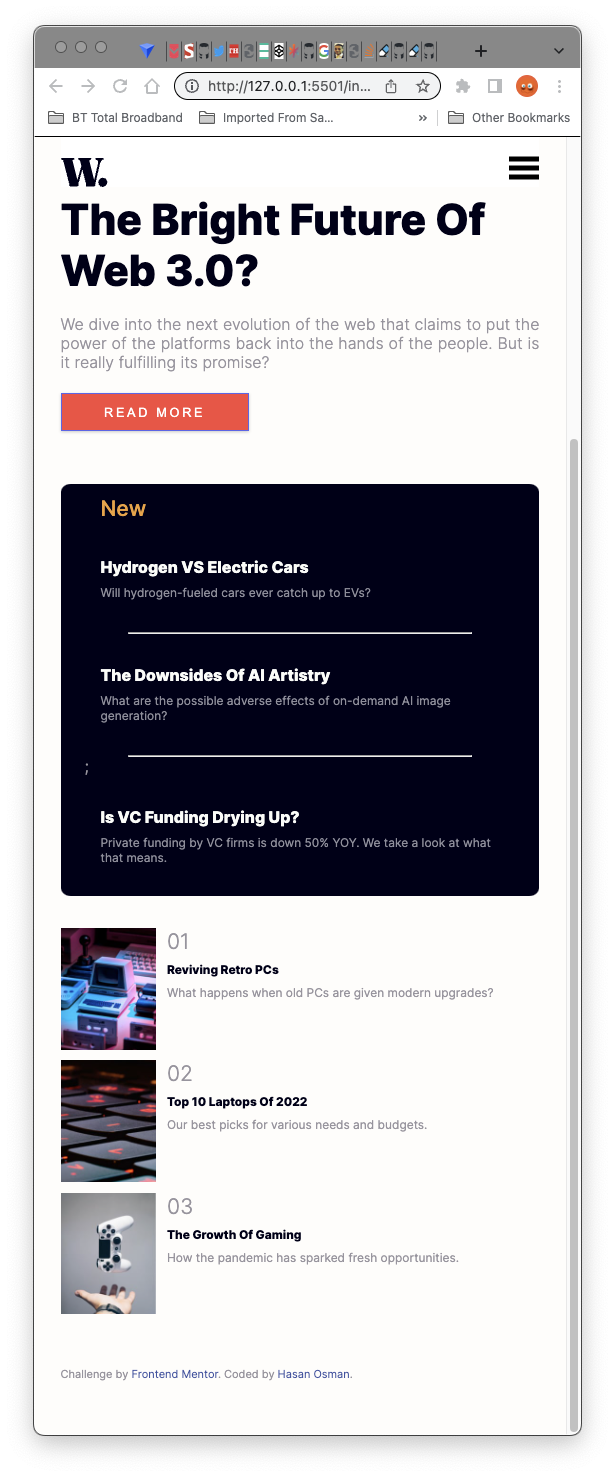 http://127.0.0.1:5501/in...
BT Total Broadband
Imported From Sa...
»
Other Bookmarks
W.
The Bright Future Of
Web 3.0?
We dive into the next evolution of the web that claims to put the
power of the platforms back into the hands of the people. But is
it really fulfilling its promise?
READ MORE
New
Hydrogen VS Electric Cars
Will hydrogen-fueled cars ever catch up to EVs?
The Downsides Of AI Artistry
What are the possible adverse effects of on-demand AI image
generation?
;
Is VC Funding Drying Up?
Private funding by VC firms is down 50% YOY. We take a look at what
that means.
01
Reviving Retro PCs
What happens when old PCs are given modern upgrades?
02
Top 10 Laptops Of 2022
Our best picks for various needs and budgets.
03
The Growth Of Gaming
How the pandemic has sparked fresh opportunities.
Challenge by Frontend Mentor. Coded by Hasan Osman.